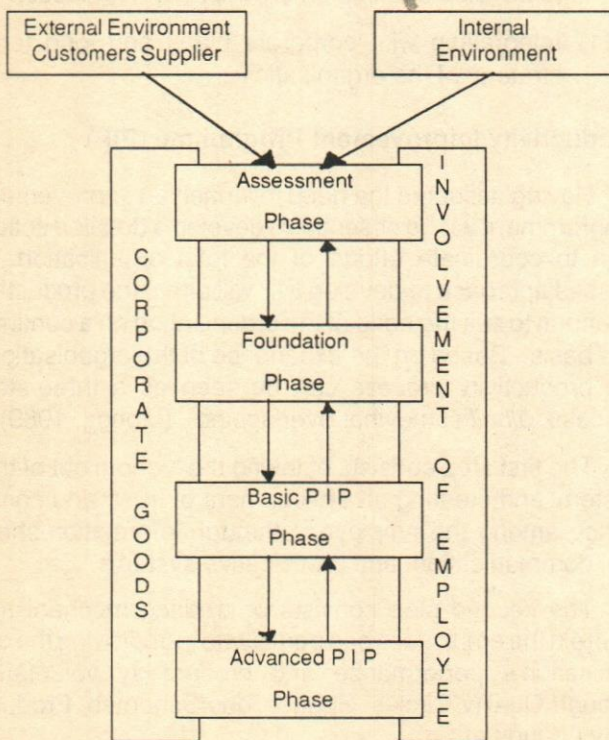 External Environment
Customers Supplier
Internal
Environment
Assessment
Phase
Foundation
Phase
Basic P I P
Phase
Advanced P I P
Phase
CORPORATE GOODS
INVOLVEMENT OF EMPLOYEE